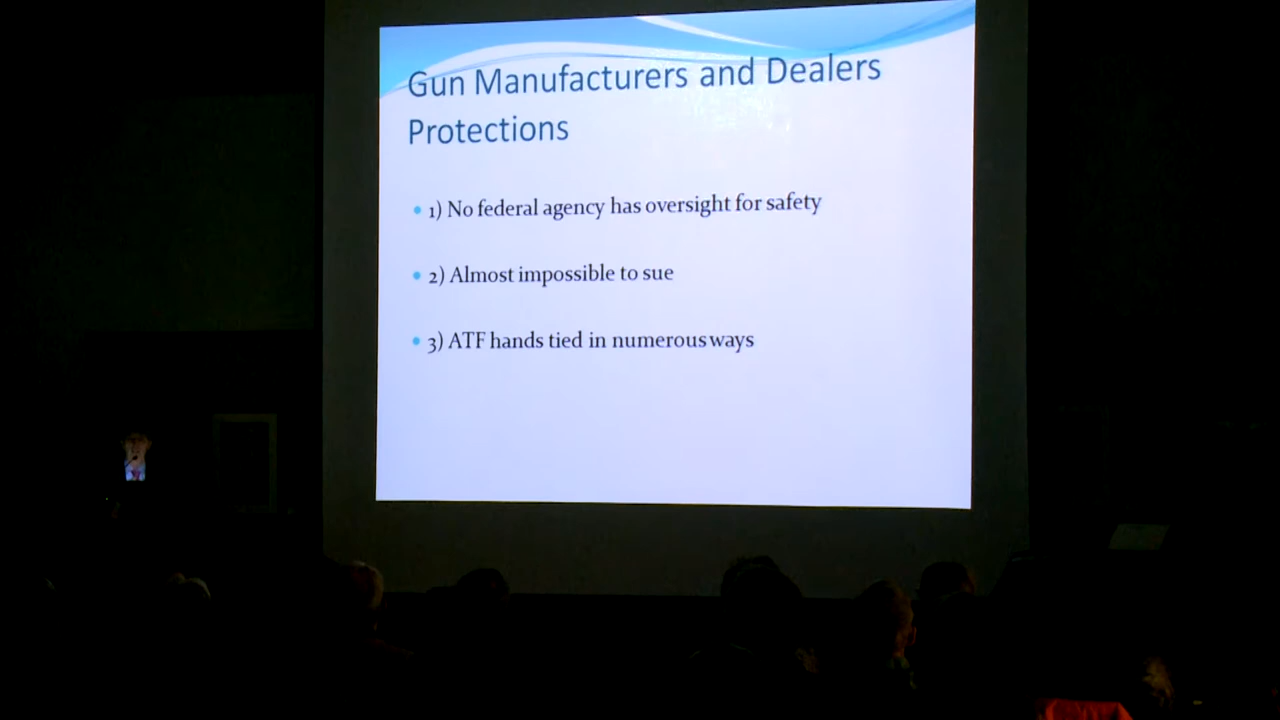 Gun Manufacturers and Dealers
Protections
• 1) No federal agency has oversight for safety
• 2) Almost impossible to sue
• 3) ATF hands tied in numerous ways